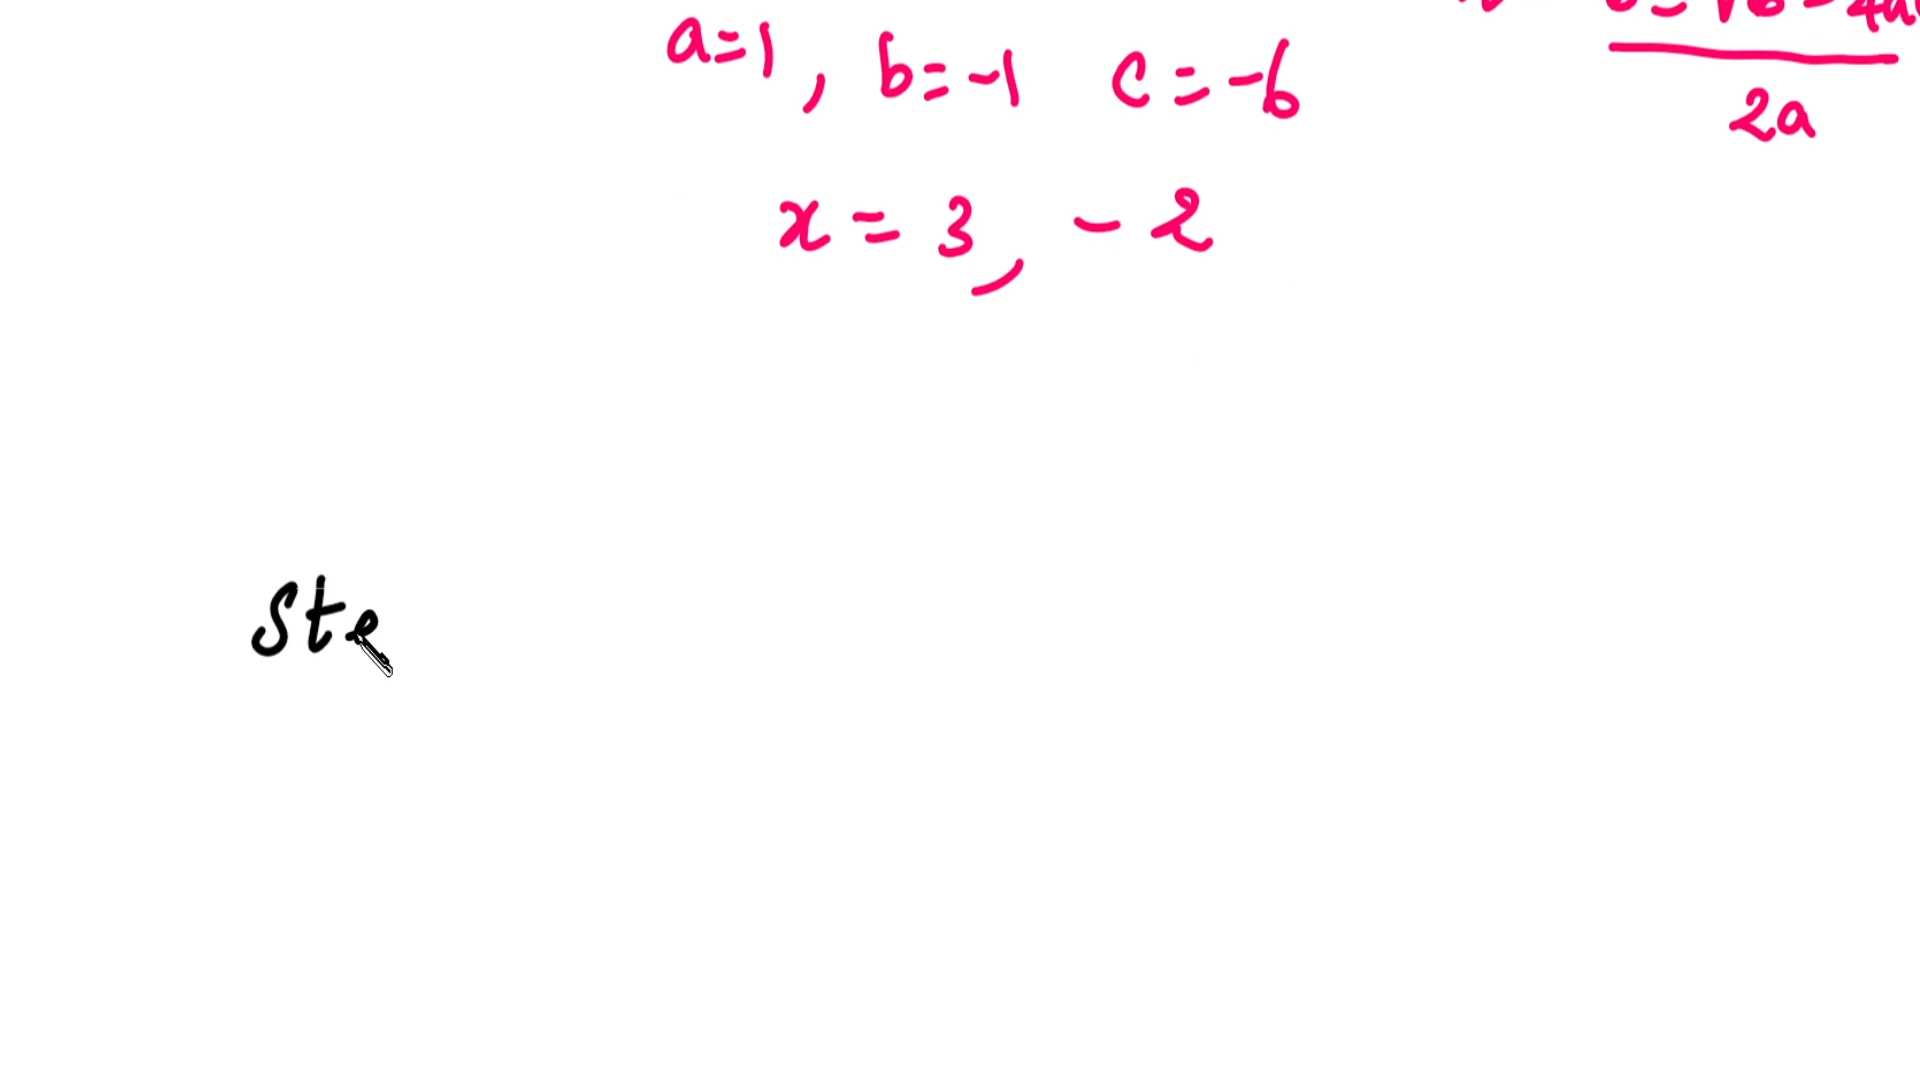 a=1, b=-1 c=-6
2a
x=3, -2
Ste